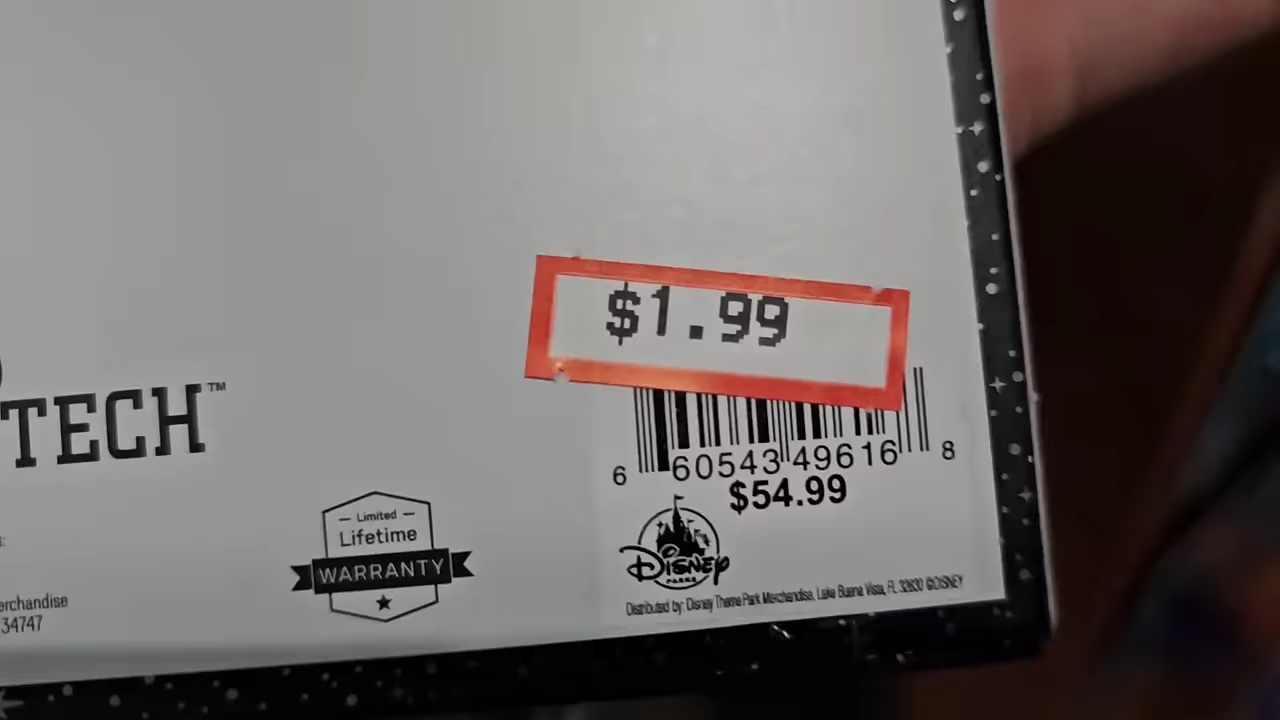 $1.99
TECH™
6 60543 49616 8
$54.99
Limited
Lifetime
WARRANTY
DISNEY
PARKS
Distributed by: Disney Theme Park Merchandise, Lake Buena Vista, FL 32830 ©DISNEY
34747